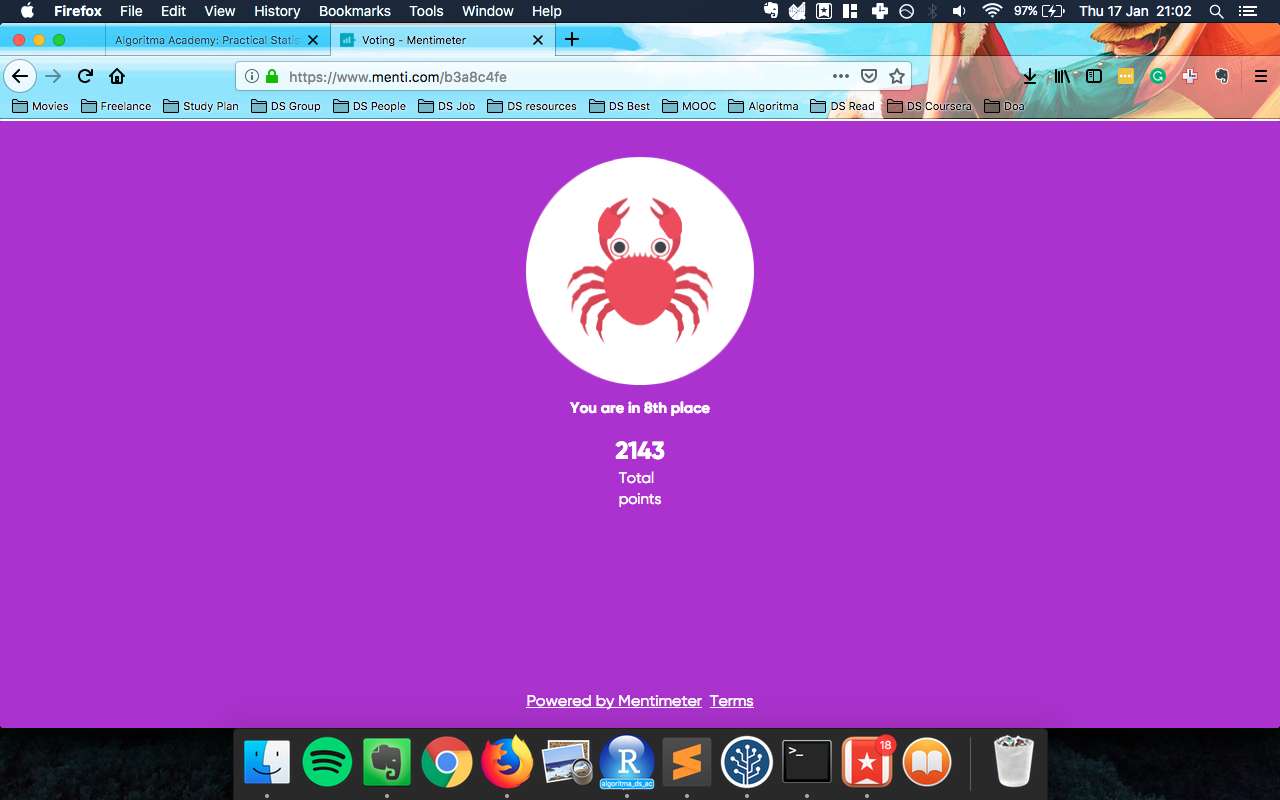 Firefox File Edit View History Bookmarks Tools Window Help 97% Thu 17 Jan 21:02
Algoritma Academy: Practical Statis Voting - Mentimeter
https://www.menti.com/b3a8c4fe
Movies Freelance Study Plan DS Group DS People DS Job DS resources DS Best MOOC Algoritma DS Read DS Coursera Doa
You are in 8th place
2143
Total
points
Powered by Mentimeter Terms
18
R
algoritma_ds_ac
>_